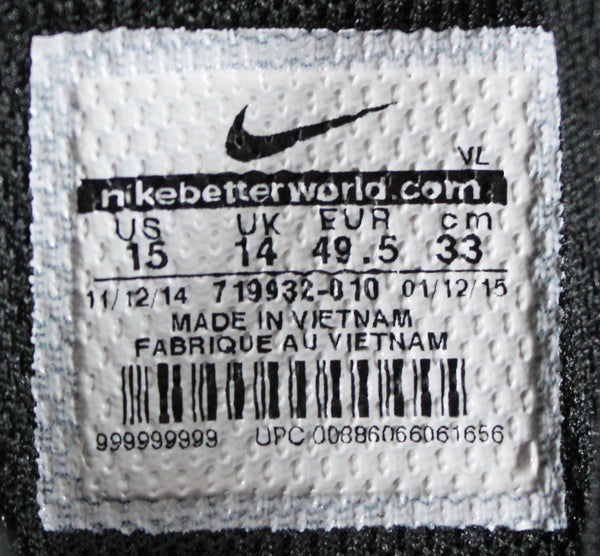 VL
nikebetterworld.com
US UK EUR cm
15 14 49.5 33
11/12/14 719932-010 01/12/15
MADE IN VIETNAM
FABRIQUE AU VIETNAM
999999999 UPC 00886066061656